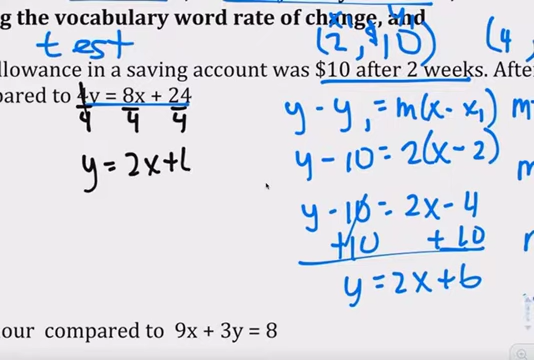 g the vocabulary word rate of change, and
test
(2, $10) (4,
llowance in a saving account was $10 after 2 weeks. After
pared to 4y = 8x + 24
4 4 4
y = 2x + 
y - y₁ = m(x - x₁) m
y - 10 = 2(x - 2) m
y - 10 = 2x - 4
+10 +10
y = 2x + 6
our compared to 9x + 3y = 8